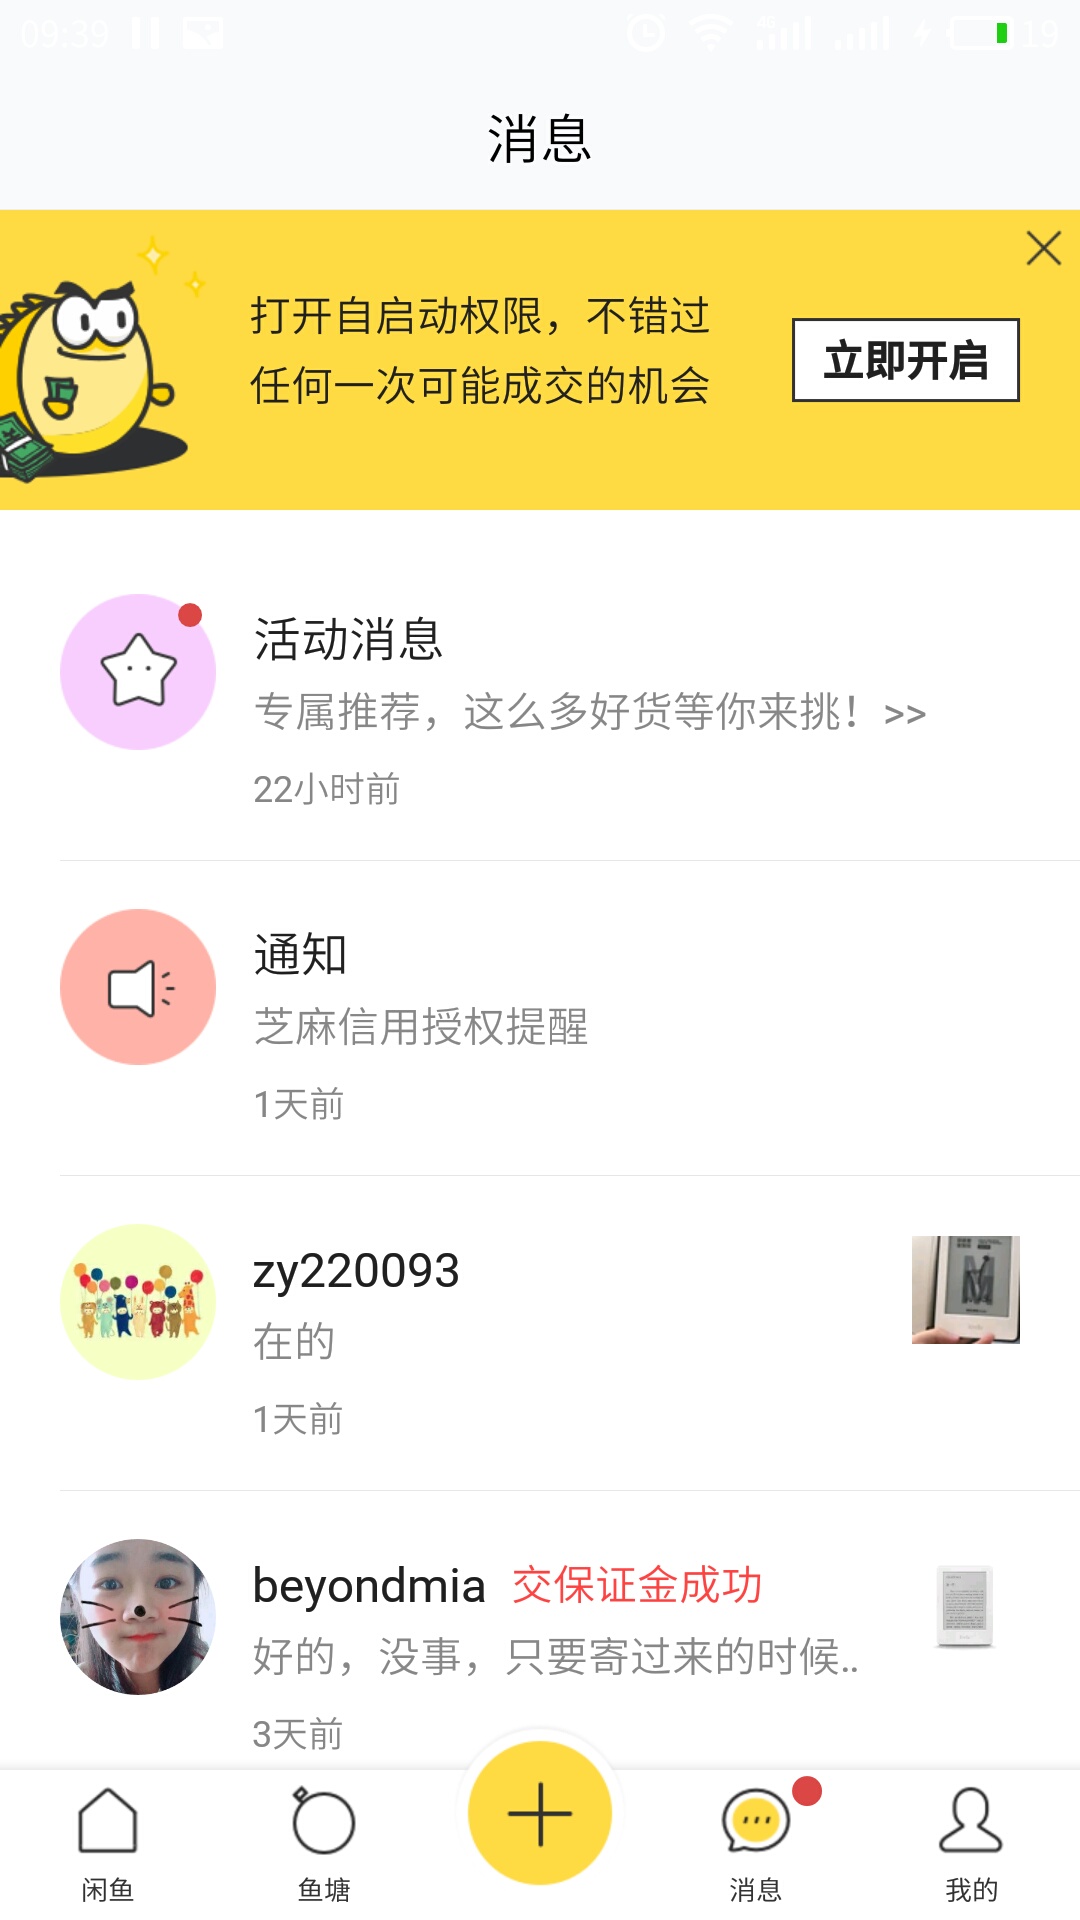 09:39
4G
19
消息
打开自启动权限，不错过
任何一次可能成交的机会
立即开启
活动消息
专属推荐，这么多好货等你来挑！>>
22小时前
通知
芝麻信用授权提醒
1天前
zy220093
在的
1天前
beyondmia 交保证金成功
好的，没事，只要寄过来的时候..
3天前
闲鱼
鱼塘
消息
我的